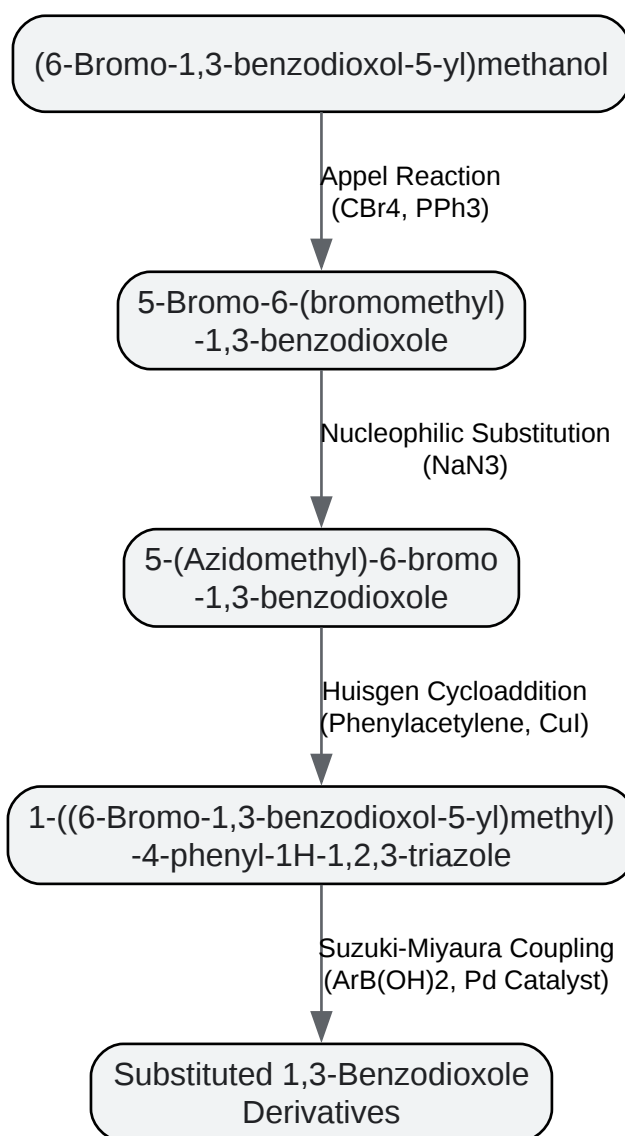 (6-Bromo-1,3-benzodioxol-5-yl)methanol
Appel Reaction
(CBr4, PPh3)
5-Bromo-6-(bromomethyl)
-1,3-benzodioxole
Nucleophilic Substitution
(NaN3)
5-(Azidomethyl)-6-bromo
-1,3-benzodioxole
Huisgen Cycloaddition
(Phenylacetylene, CuI)
1-((6-Bromo-1,3-benzodioxol-5-yl)methyl)
-4-phenyl-1H-1,2,3-triazole
Suzuki-Miyaura Coupling
(ArB(OH)2, Pd Catalyst)
Substituted 1,3-Benzodioxole
Derivatives